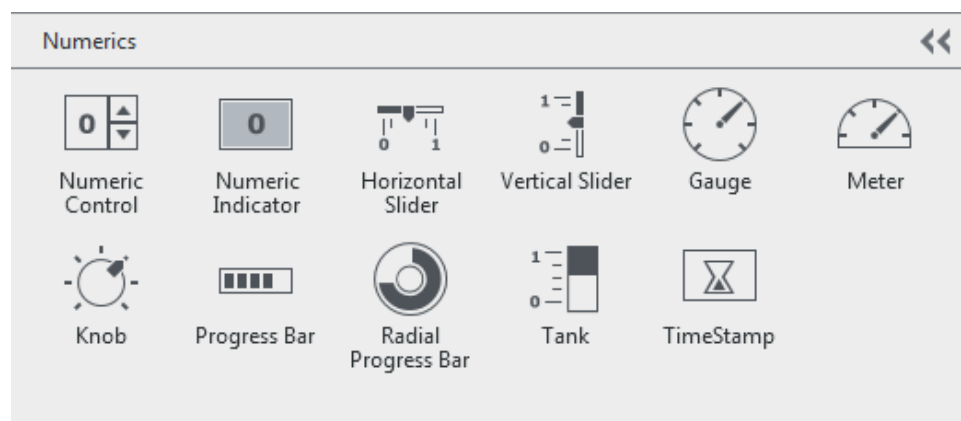 Numerics
0
0
0 1
1
0
Numeric
Control
Numeric
Indicator
Horizontal
Slider
Vertical Slider
Gauge
Meter
1
0
Knob
Progress Bar
Radial
Progress Bar
Tank
TimeStamp